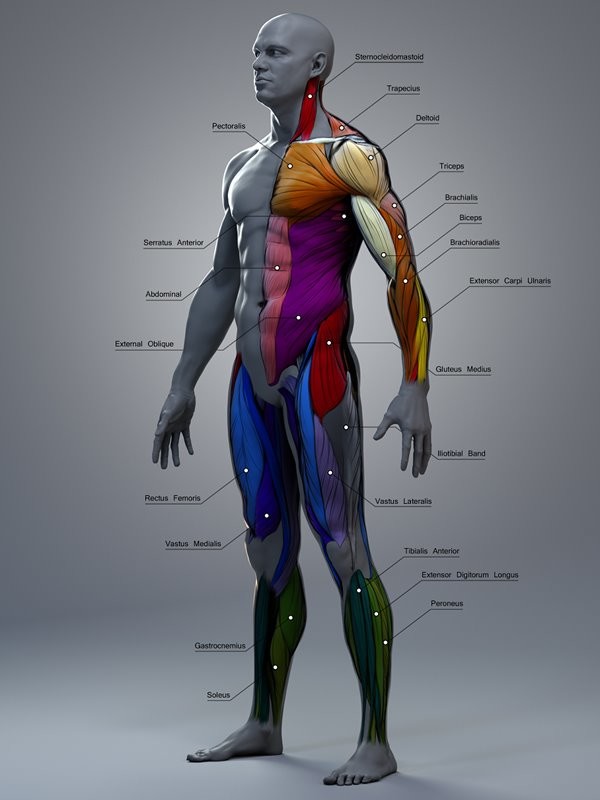 Sternocleidomastoid
Trapecius
Deltoid
Pectoralis
Triceps
Brachialis
Biceps
Serratus Anterior
Brachioradialis
Extensor Carpi Ulnaris
Abdominal
External Oblique
Gluteus Medius
Iliotibial Band
Rectus Femoris
Vastus Lateralis
Vastus Medialis
Tibialis Anterior
Extensor Digitorum Longus
Peroneus
Gastrocnemius
Soleus